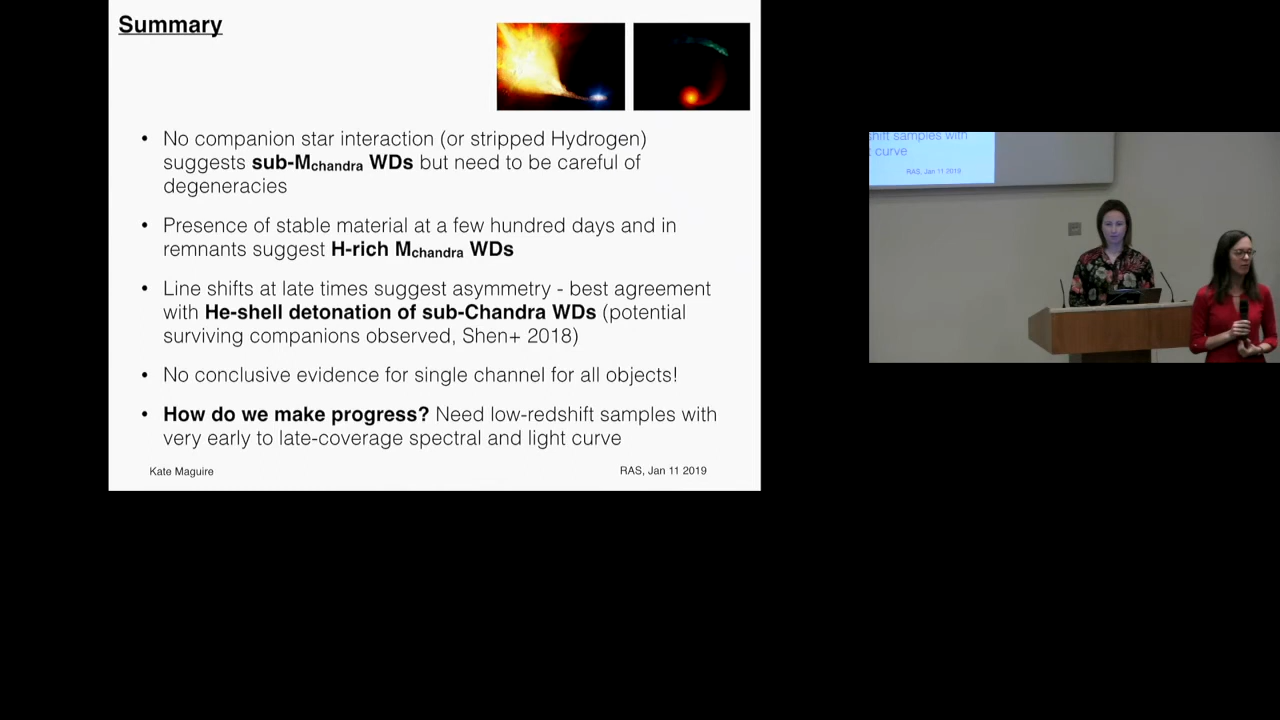 Summary
• No companion star interaction (or stripped Hydrogen)
suggests sub-Mchandra WDs but need to be careful of
degeneracies
• Presence of stable material at a few hundred days and in
remnants suggest H-rich Mchandra WDs
• Line shifts at late times suggest asymmetry - best agreement
with He-shell detonation of sub-Chandra WDs (potential
surviving companions observed, Shen+ 2018)
• No conclusive evidence for single channel for all objects!
• How do we make progress? Need low-redshift samples with
very early to late-coverage spectral and light curve
Kate Maguire
RAS, Jan 11 2019
hift samples with
t curve
RAS, Jan 11 2019